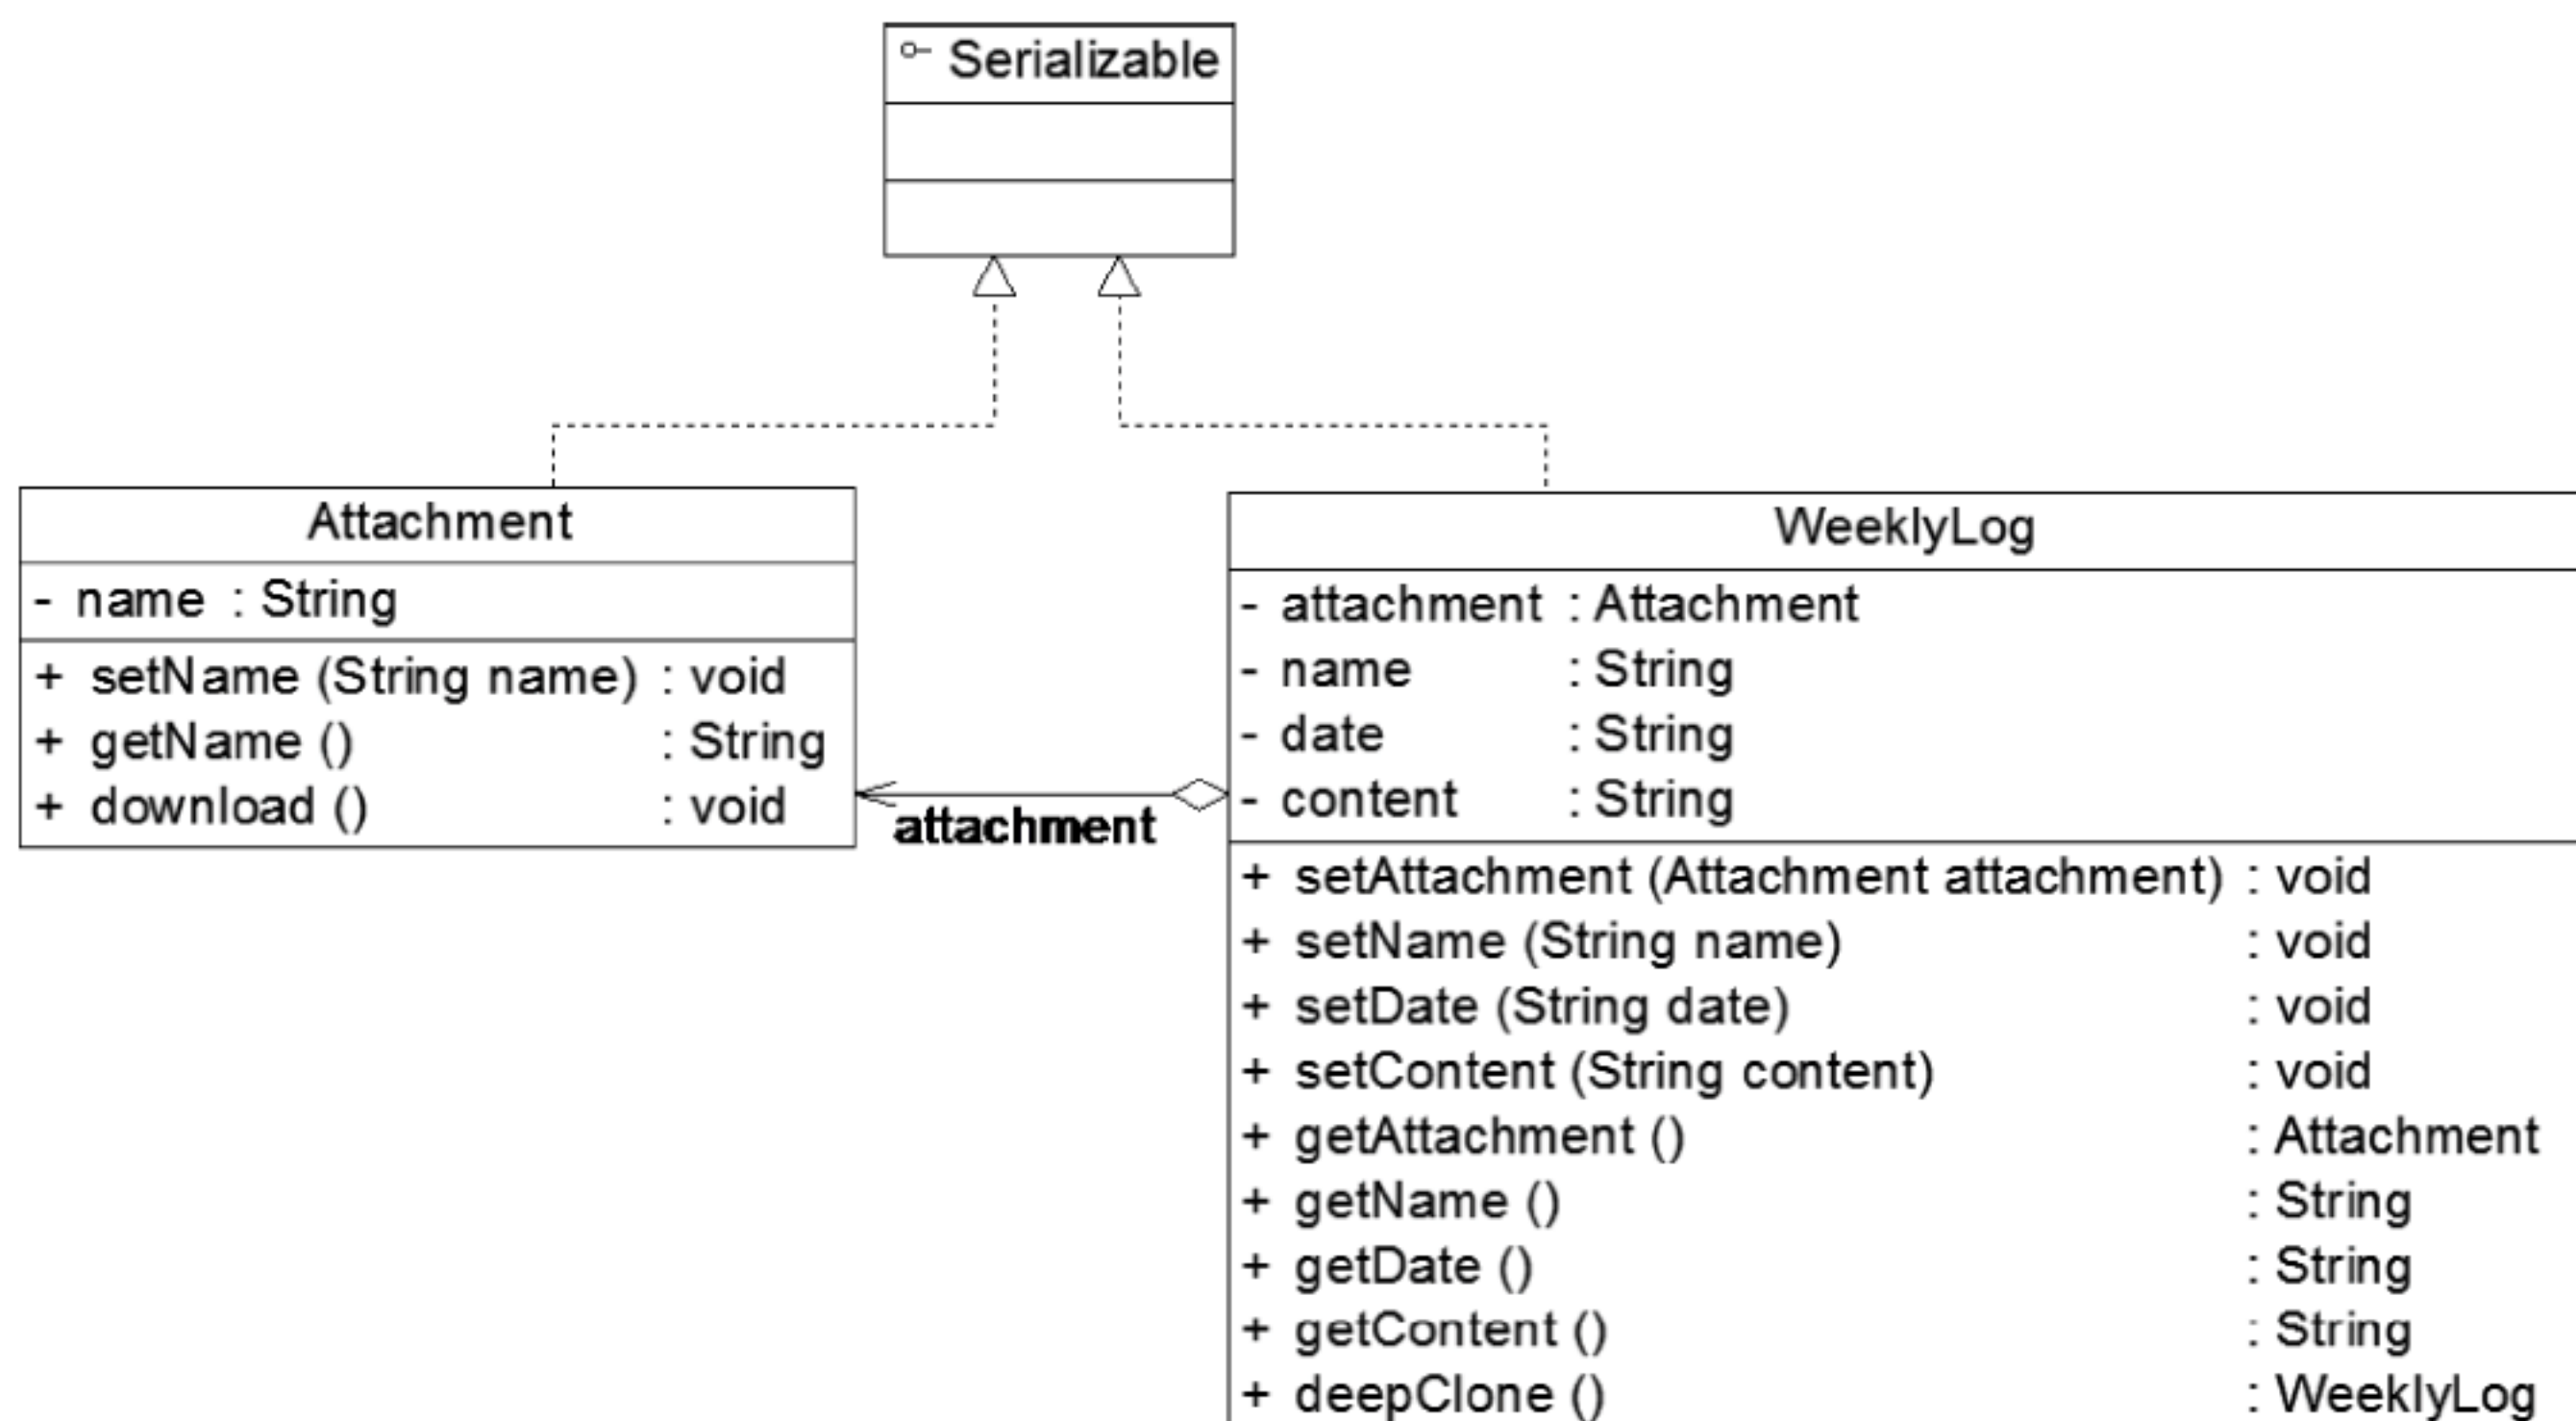 Serializable
Attachment
- name : String
+ setName (String name) : void
+ getName () : String
+ download () : void
attachment
WeeklyLog
- attachment : Attachment
- name : String
- date : String
- content : String
+ setAttachment (Attachment attachment) : void
+ setName (String name) : void
+ setDate (String date) : void
+ setContent (String content) : void
+ getAttachment () : Attachment
+ getName () : String
+ getDate () : String
+ getContent () : String
+ deepClone () : WeeklyLog